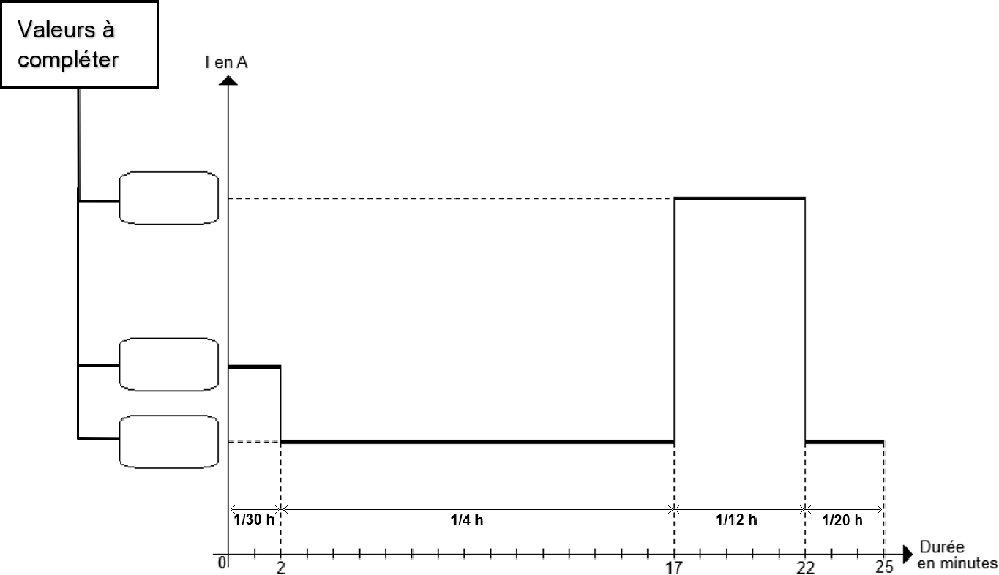 Valeurs à
compléter
I en A
1/30 h
1/4 h
1/12 h
1/20 h
0
2
17
22
25
Durée
en minutes